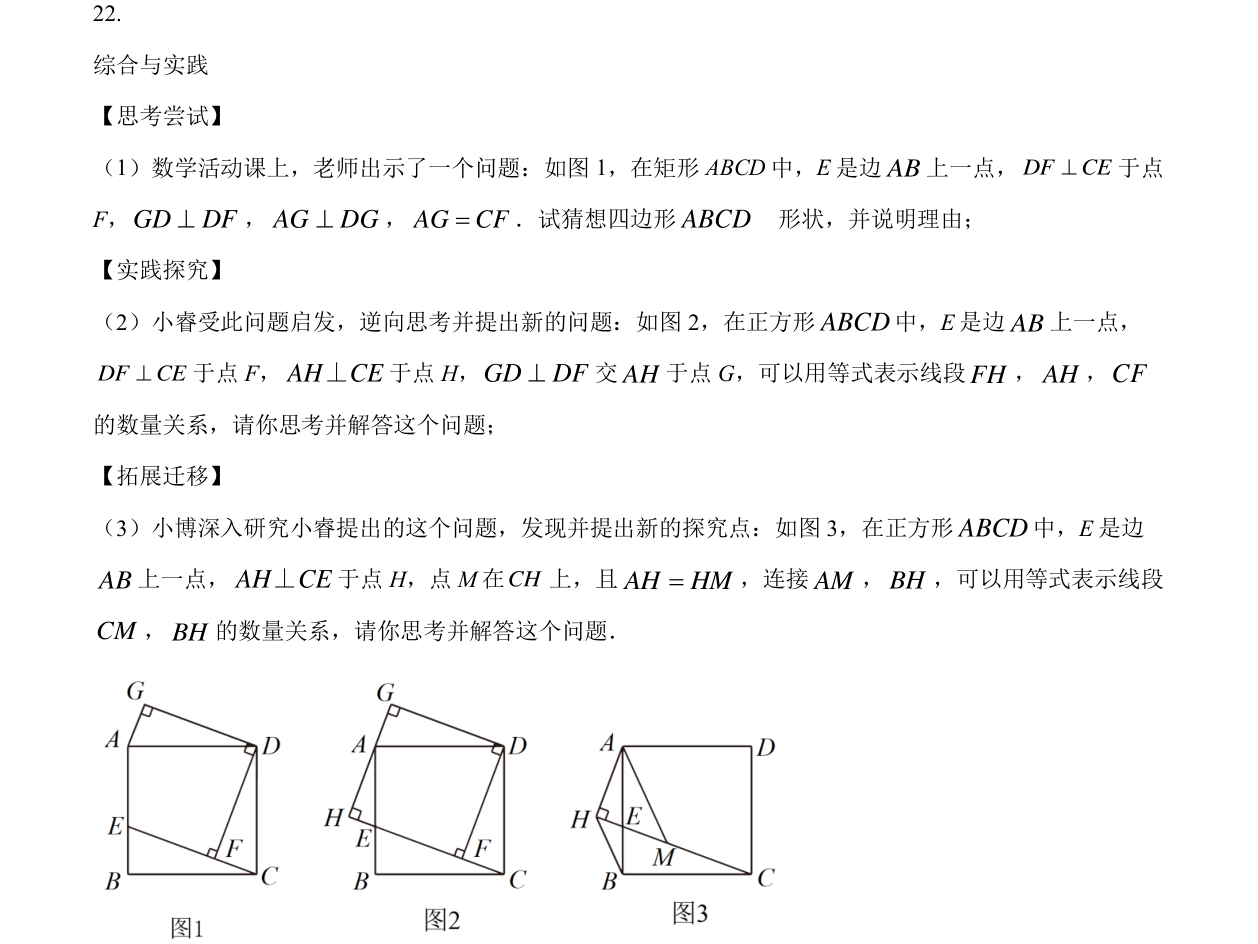 22.
综合与实践
【思考尝试】
（1）数学活动课上，老师出示了一个问题：如图 1，在矩形 ABCD 中，E 是边 AB 上一点， DF ⊥ CE 于点
F， GD ⊥ DF ， AG ⊥ DG ， AG = CF ．试猜想四边形 ABCD 形状，并说明理由；
【实践探究】
（2）小睿受此问题启发，逆向思考并提出新的问题：如图 2，在正方形 ABCD 中，E 是边 AB 上一点，
DF ⊥ CE 于点 F， AH ⊥ CE 于点 H， GD ⊥ DF 交 AH 于点 G，可以用等式表示线段 FH ， AH ， CF
的数量关系，请你思考并解答这个问题；
【拓展迁移】
（3）小博深入研究小睿提出的这个问题，发现并提出新的探究点：如图 3，在正方形 ABCD 中，E 是边
AB 上一点， AH ⊥ CE 于点 H，点 M 在 CH 上，且 AH = HM ，连接 AM ， BH ，可以用等式表示线段
CM ， BH 的数量关系，请你思考并解答这个问题．
G
A D
E
F
B C
图1
G
A D
H
E
F
B C
图2
A D
H E
M
B C
图3